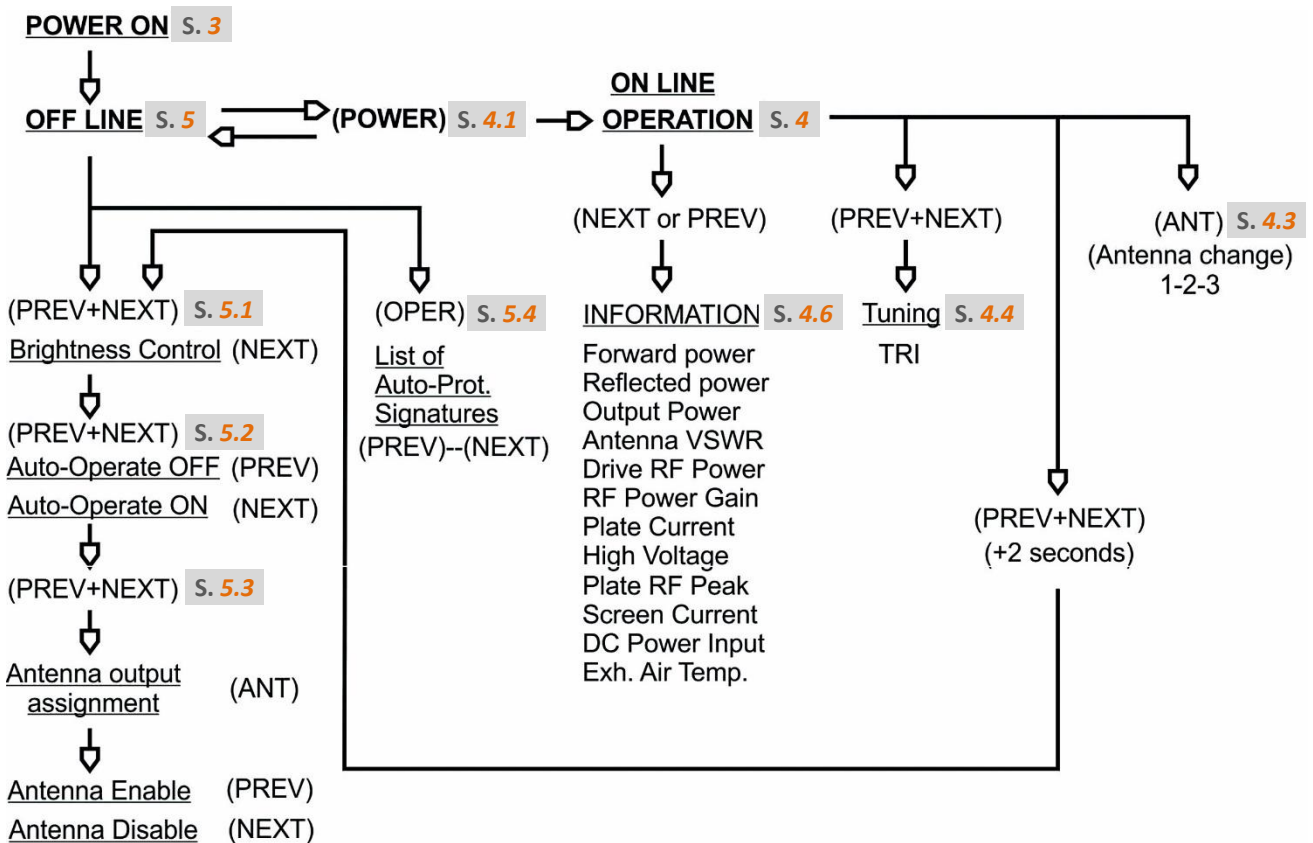 POWER ON S. 3
OFF LINE S. 5
(POWER) S. 4.1
ON LINE
OPERATION S. 4
(PREV+NEXT) S. 5.1
Brightness Control (NEXT)
(PREV+NEXT) S. 5.2
Auto-Operate OFF (PREV)
Auto-Operate ON (NEXT)
(PREV+NEXT) S. 5.3
Antenna output
assignment (ANT)
Antenna Enable (PREV)
Antenna Disable (NEXT)
(OPER) S. 5.4
List of
Auto-Prot.
Signatures
(PREV)--(NEXT)
(NEXT or PREV)
INFORMATION S. 4.6
Forward power
Reflected power
Output Power
Antenna VSWR
Drive RF Power
RF Power Gain
Plate Current
High Voltage
Plate RF Peak
Screen Current
DC Power Input
Exh. Air Temp.
(PREV+NEXT)
Tuning S. 4.4
TRI
(PREV+NEXT)
(+2 seconds)
(ANT) S. 4.3
(Antenna change)
1-2-3